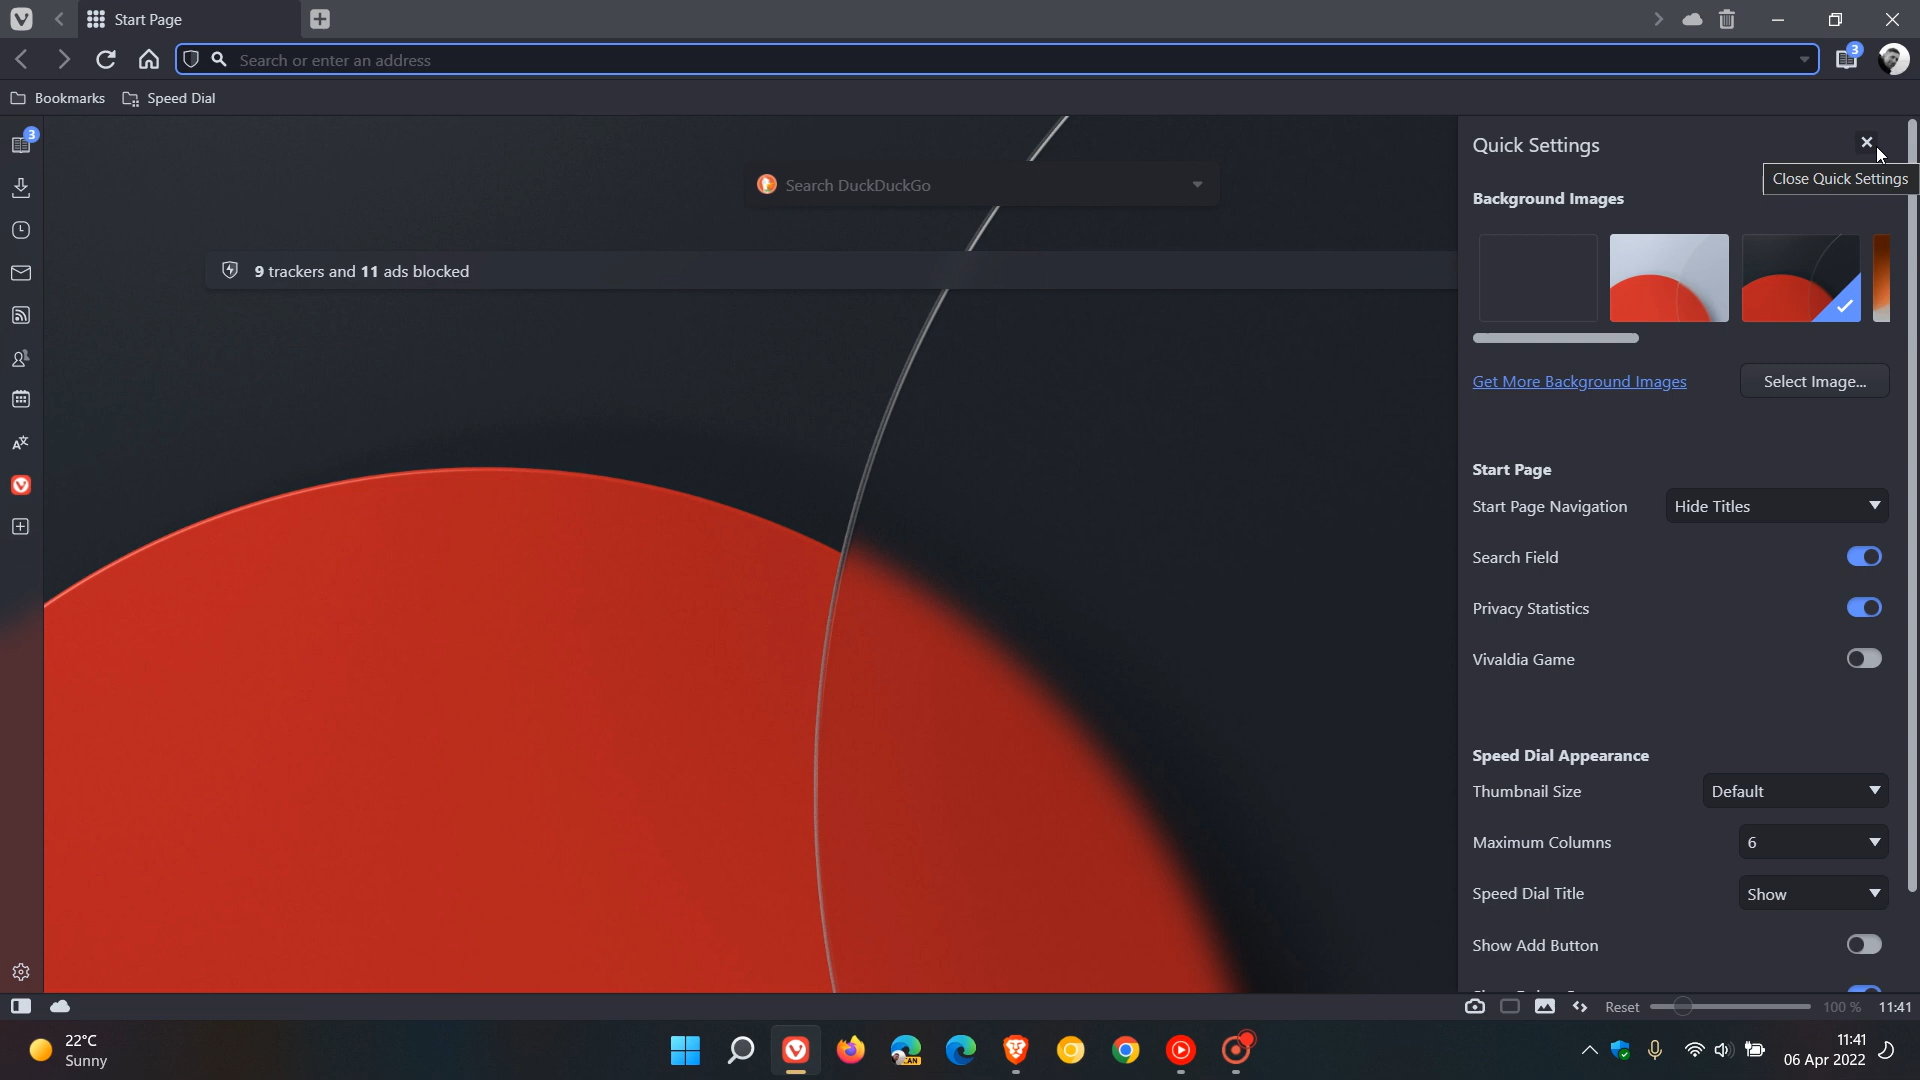 Start Page
Search or enter an address
3
Bookmarks
Speed Dial
3
Search DuckDuckGo
9 trackers and 11 ads blocked
Quick Settings
Close Quick Settings
Background Images
Get More Background Images
Select Image...
Start Page
Start Page Navigation
Hide Titles
Search Field
Privacy Statistics
Vivaldia Game
Speed Dial Appearance
Thumbnail Size
Default
Maximum Columns
6
Speed Dial Title
Show
Show Add Button
Reset
100 %
11:41
22°C
Sunny
CAN
11:41
06 Apr 2022